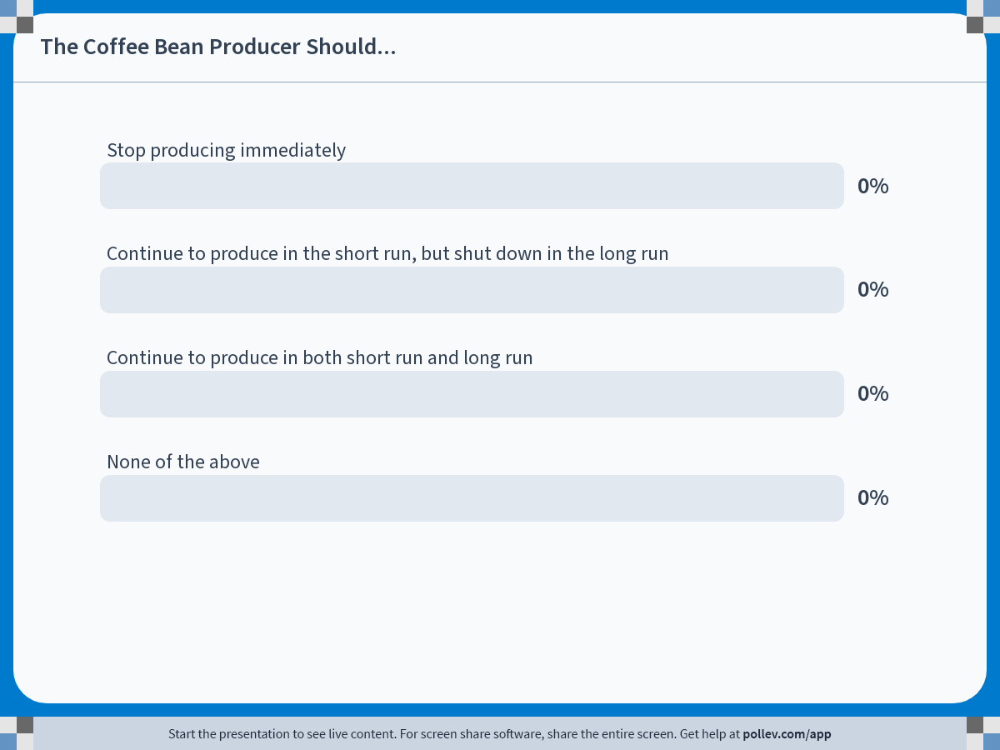 The Coffee Bean Producer Should...
Stop producing immediately
0%
Continue to produce in the short run, but shut down in the long run
0%
Continue to produce in both short run and long run
0%
None of the above
0%
Start the presentation to see live content. For screen share software, share the entire screen. Get help at pollev.com/app